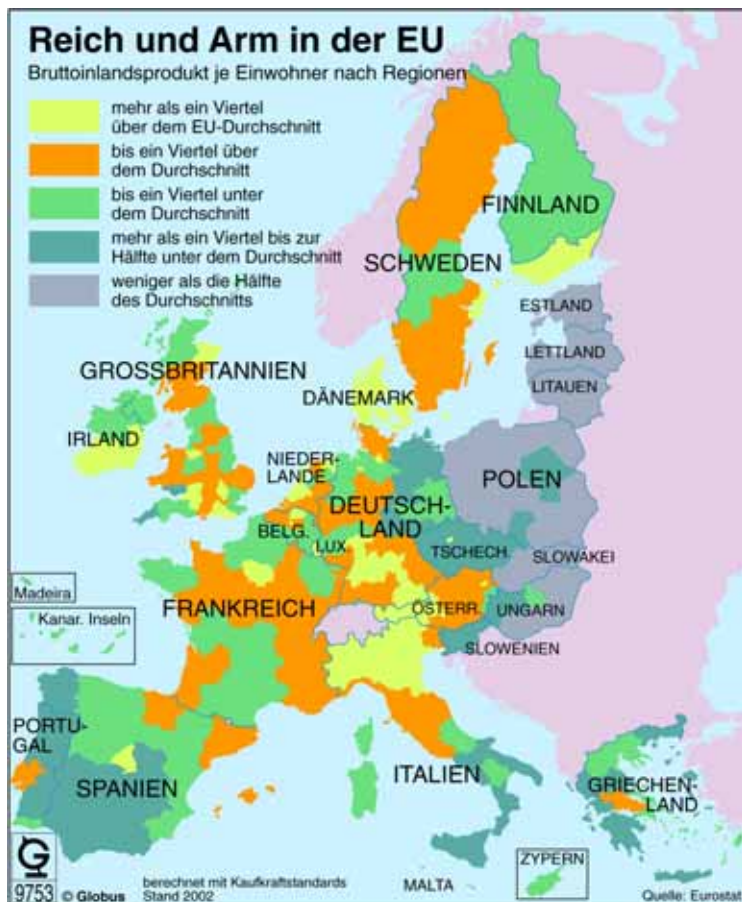 Reich und Arm in der EU
Bruttoinlandsprodukt je Einwohner nach Regionen
mehr als ein Viertel
über dem EU-Durchschnitt
bis ein Viertel über
dem Durchschnitt
bis ein Viertel unter
dem Durchschnitt
mehr als ein Viertel bis zur
Hälfte unter dem Durchschnitt
weniger als die Hälfte
des Durchschnitts
FINNLAND
SCHWEDEN
ESTLAND
LETTLAND
LITAUEN
GROSSBRITANNIEN
DÄNEMARK
IRLAND
NIEDER-
LANDE
POLEN
DEUTSCH-
LAND
BELG.
LUX.
TSCHECH.
SLOWAKEI
Madeira
FRANKREICH
ÖSTERR.
UNGARN
Kanar. Inseln
SLOWENIEN
PORTU-
GAL
SPANIEN
ITALIEN
GRIECHEN-
LAND
ZYPERN
MALTA
G
9753
© Globus
berechnet mit Kaufkraftstandards
Stand 2002
Quelle: Eurostat